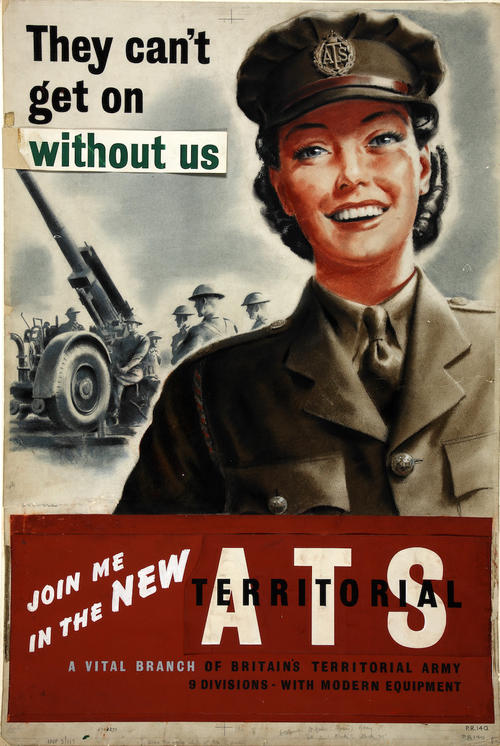 They can't
get on
without us
ATS
JOIN ME
IN THE NEW
ATS
TERRITORIAL
A VITAL BRANCH OF BRITAIN'S TERRITORIAL ARMY
9 DIVISIONS - WITH MODERN EQUIPMENT
P.R.140